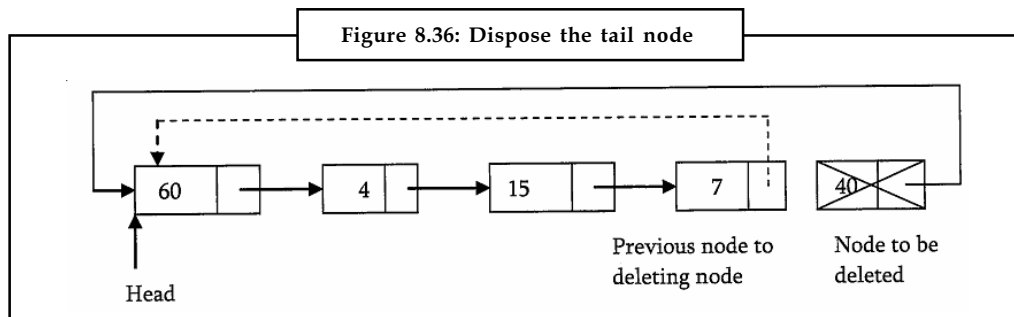 Figure 8.36: Dispose the tail node
60 4 15 7 40
Previous node to
deleting node
Node to be
deleted
Head